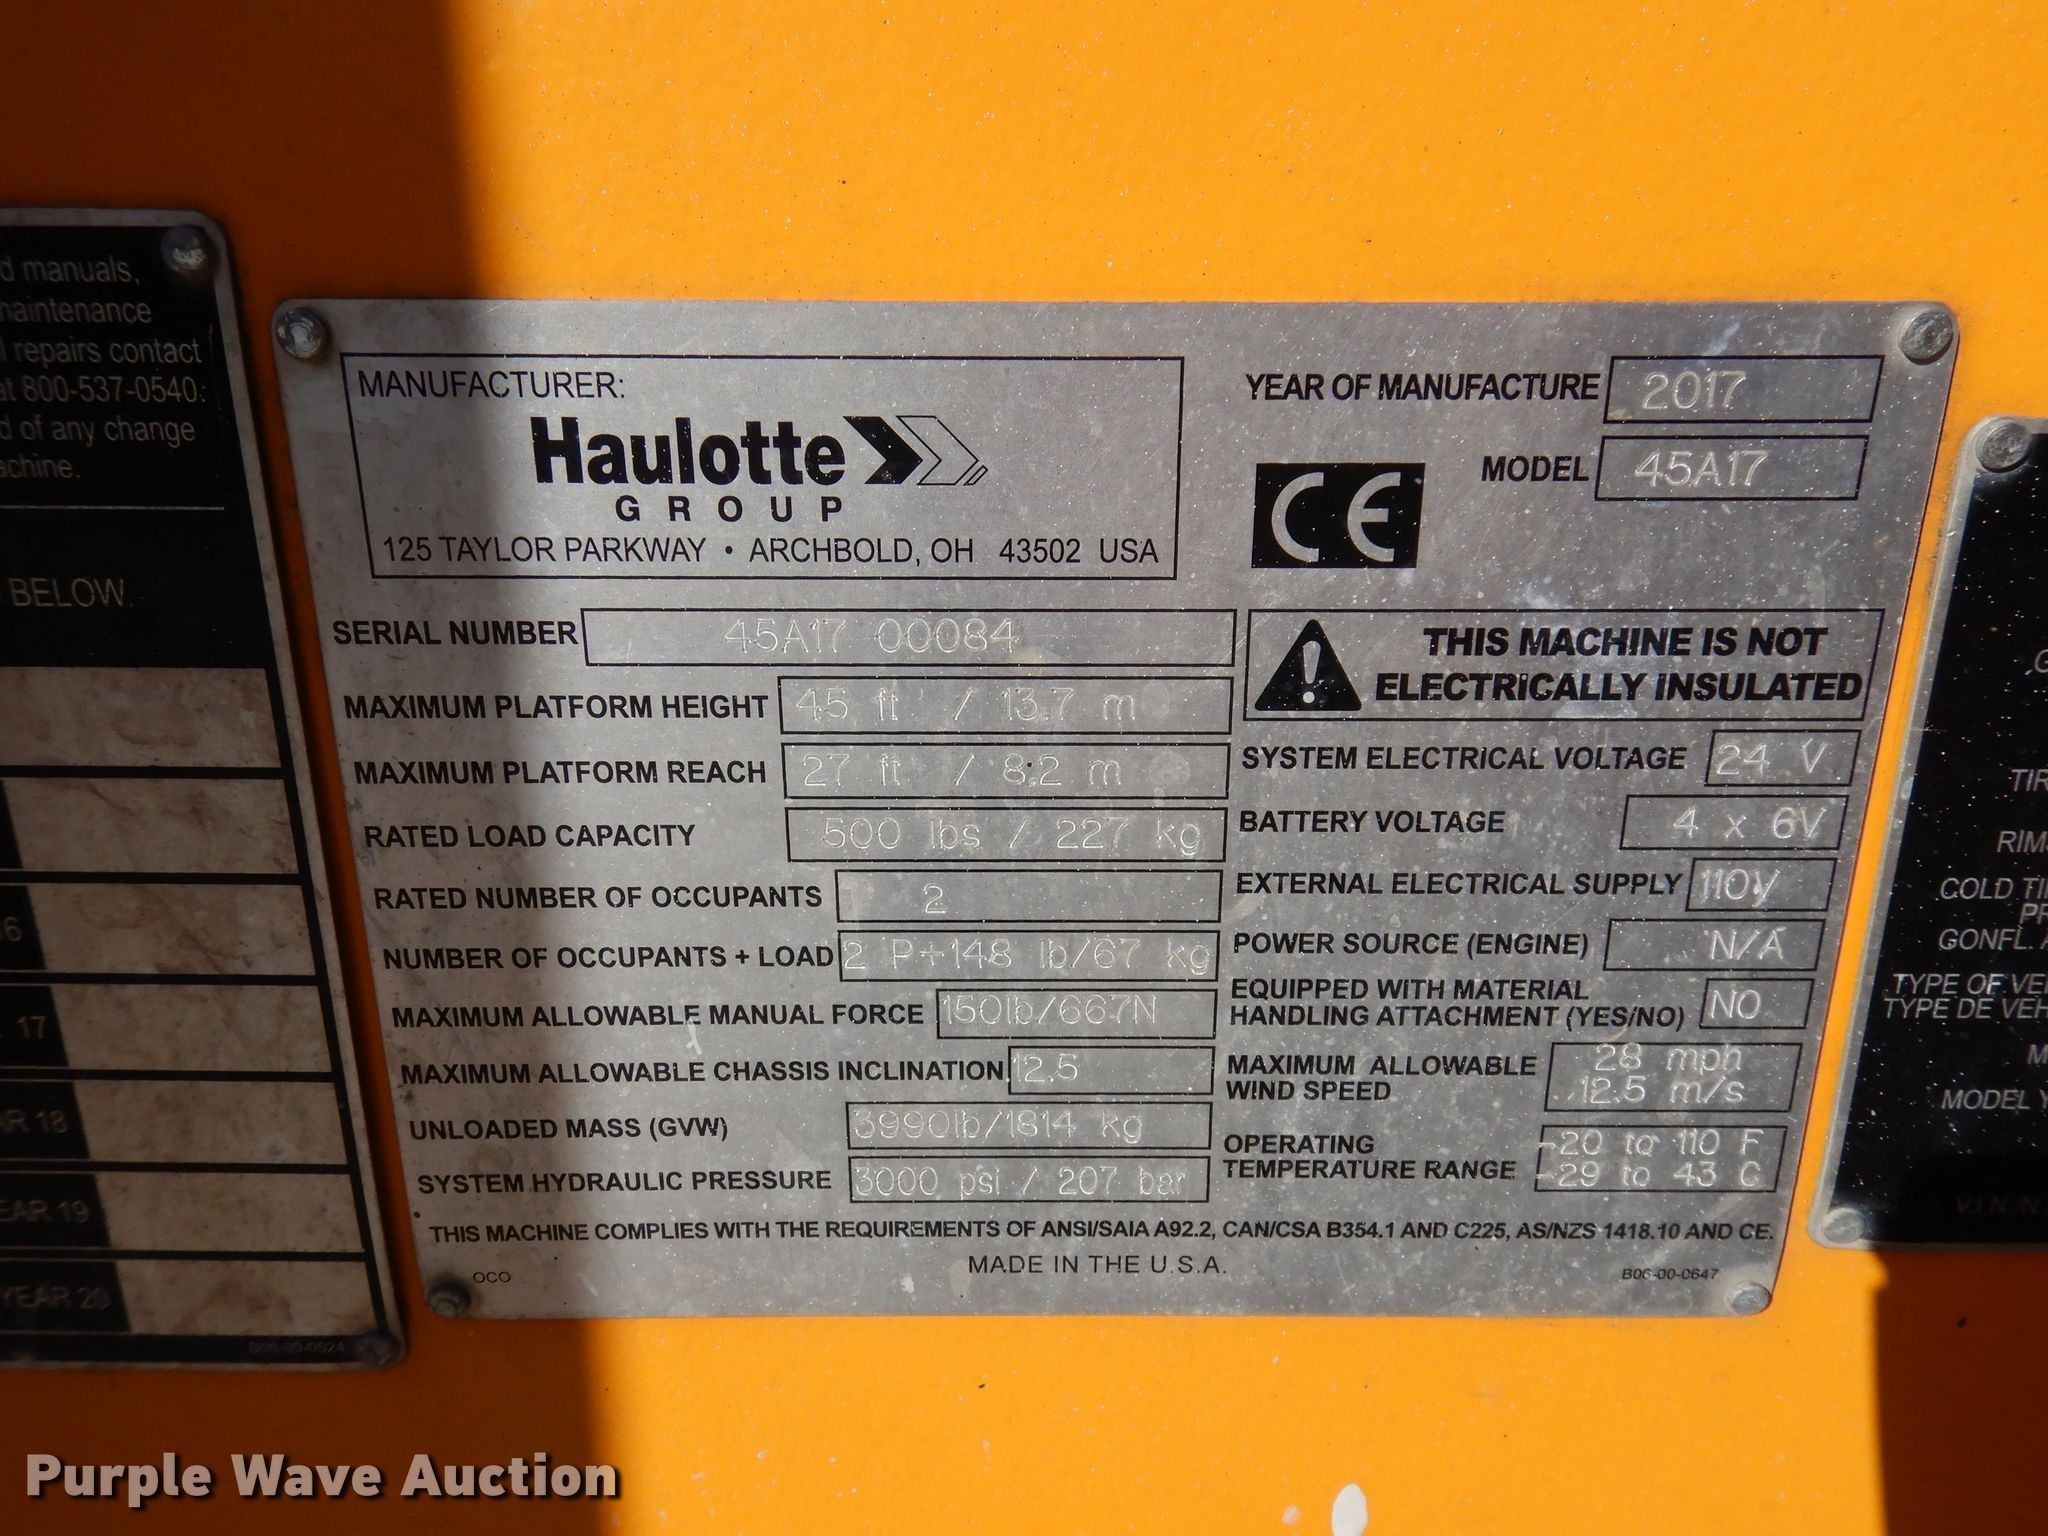 d manuals,
maintenance
l repairs contact
at 800-537-0540.
d of any change
achine.
BELOW.
6
17
AR 18
EAR 19
YEAR 20
B06-00-0524
MANUFACTURER:
Haulotte
GROUP
125 TAYLOR PARKWAY • ARCHBOLD, OH 43502 USA
YEAR OF MANUFACTURE 2017
MODEL 45A17
CE
SERIAL NUMBER 45A17 00084
MAXIMUM PLATFORM HEIGHT 45 ft / 13.7 m
MAXIMUM PLATFORM REACH 27 ft / 8.2 m
RATED LOAD CAPACITY 500 lbs / 227 kg
RATED NUMBER OF OCCUPANTS 2
NUMBER OF OCCUPANTS + LOAD 2 P+148 lb/67 kg
MAXIMUM ALLOWABLE MANUAL FORCE 150lb/667N
MAXIMUM ALLOWABLE CHASSIS INCLINATION 12.5
UNLOADED MASS (GVW) 3990lb/1814 kg
SYSTEM HYDRAULIC PRESSURE 3000 psi / 207 bar
THIS MACHINE IS NOT
ELECTRICALLY INSULATED
SYSTEM ELECTRICAL VOLTAGE 24 V
BATTERY VOLTAGE 4 x 6V
EXTERNAL ELECTRICAL SUPPLY 110V
POWER SOURCE (ENGINE) N/A
EQUIPPED WITH MATERIAL
HANDLING ATTACHMENT (YES/NO) NO
MAXIMUM ALLOWABLE 28 mph
WIND SPEED 12.5 m/s
OPERATING -20 to 110 F
TEMPERATURE RANGE -29 to 43 C
THIS MACHINE COMPLIES WITH THE REQUIREMENTS OF ANSI/SAIA A92.2, CAN/CSA B354.1 AND C225, AS/NZS 1418.10 AND CE.
MADE IN THE U.S.A.
OCO
B06-00-0647
G
TIR
RIMS
COLD TI
PR
GONFL. A
TYPE OF VEH
TYPE DE VEH
M
MODEL Y
V.I.N./N.
Purple Wave Auction